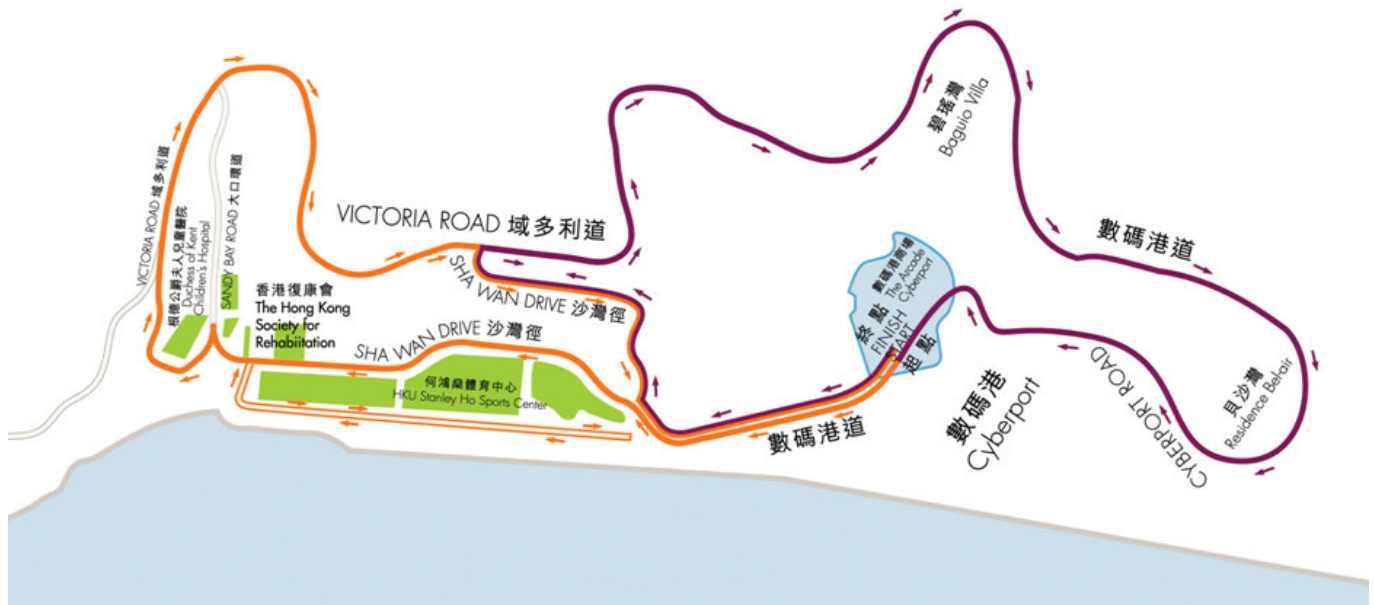 VICTORIA ROAD 域多利道
根德公爵夫人兒童醫院
Duchess of Kent
Children's Hospital
SANDY BAY ROAD 大口環道
香港復康會
The Hong Kong
Society for
Rehabiitation
VICTORIA ROAD 域多利道
SHA WAN DRIVE 沙灣徑
SHA WAN DRIVE 沙灣徑
何鴻燊體育中心
HKU Stanley Ho Sports Center
碧瑤灣
Baguio Villa
數碼港道
數碼港商場
The Arcade
Cyberport
終點
FINISH
START
起點
數碼港道
數碼港
Cyberport
CYBERPORT ROAD
貝沙灣
Residence Bel-air